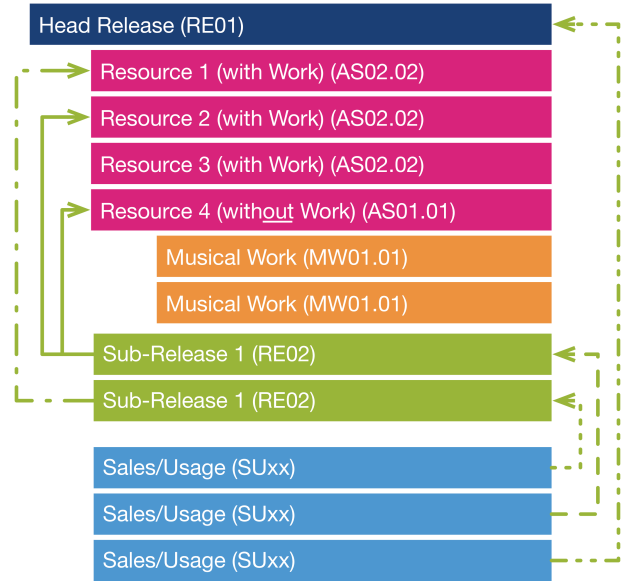 Head Release (RE01)
Resource 1 (with Work) (AS02.02)
Resource 2 (with Work) (AS02.02)
Resource 3 (with Work) (AS02.02)
Resource 4 (without Work) (AS01.01)
Musical Work (MW01.01)
Musical Work (MW01.01)
Sub-Release 1 (RE02)
Sub-Release 1 (RE02)
Sales/Usage (SUxx)
Sales/Usage (SUxx)
Sales/Usage (SUxx)